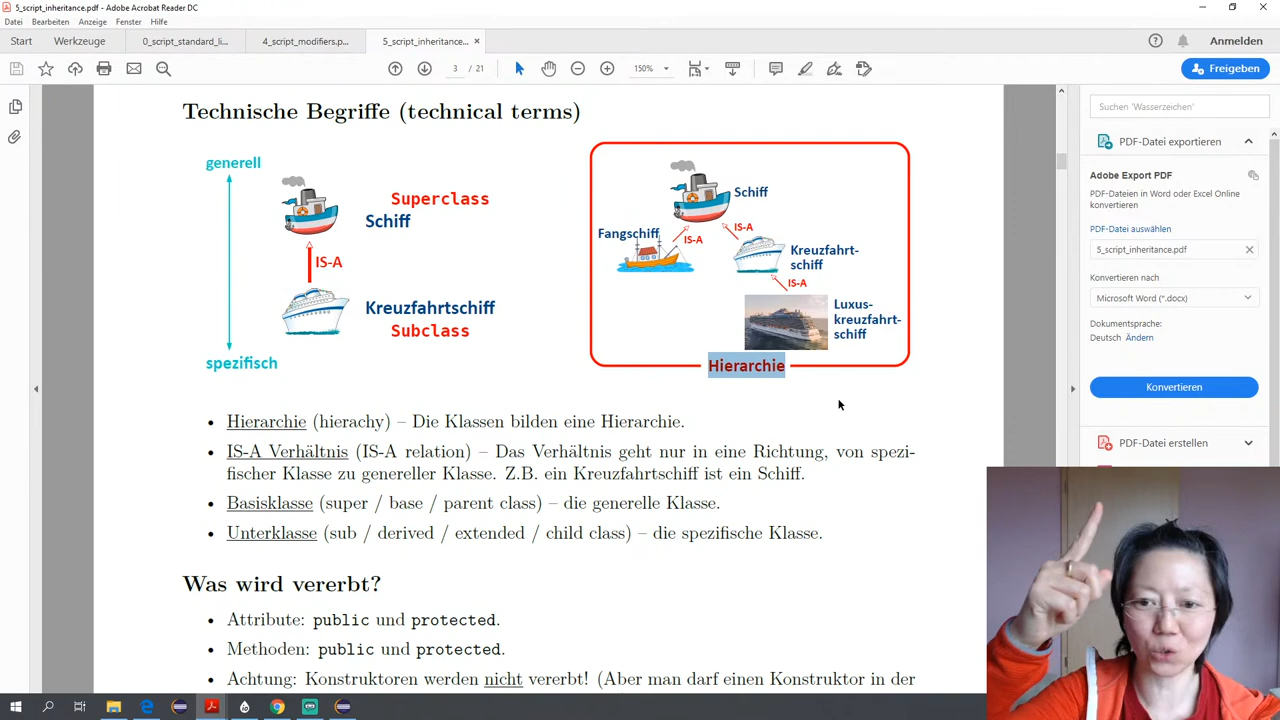 5_script_inheritance.pdf - Adobe Acrobat Reader DC
Datei Bearbeiten Anzeige Fenster Hilfe
Start Werkzeuge 0_script_standard_li... 4_script_modifiers.p... 5_script_inheritance... × Anmelden
3 / 21 150% Freigeben
Technische Begriffe (technical terms)
generell
Superclass
Schiff
IS-A
Kreuzfahrtschiff
Subclass
spezifisch
Schiff
Fangschiff
IS-A
IS-A
Kreuzfahrt-
schiff
IS-A
Luxus-
kreuzfahrt-
schiff
Hierarchie
• Hierarchie (hierachy) – Die Klassen bilden eine Hierarchie.
• IS-A Verhältnis (IS-A relation) – Das Verhältnis geht nur in eine Richtung, von spezi-
fischer Klasse zu genereller Klasse. Z.B. ein Kreuzfahrtschiff ist ein Schiff.
• Basisklasse (super / base / parent class) – die generelle Klasse.
• Unterklasse (sub / derived / extended / child class) – die spezifische Klasse.
Was wird vererbt?
• Attribute: public und protected.
• Methoden: public und protected.
• Achtung: Konstruktoren werden nicht vererbt! (Aber man darf einen Konstruktor in der
Suchen 'Wasserzeichen'
PDF-Datei exportieren
Adobe Export PDF
PDF-Dateien in Word oder Excel Online
konvertieren
PDF-Datei auswählen
5_script_inheritance.pdf
Konvertieren nach
Microsoft Word (*.docx)
Dokumentsprache:
Deutsch Ändern
Konvertieren
PDF-Datei erstellen